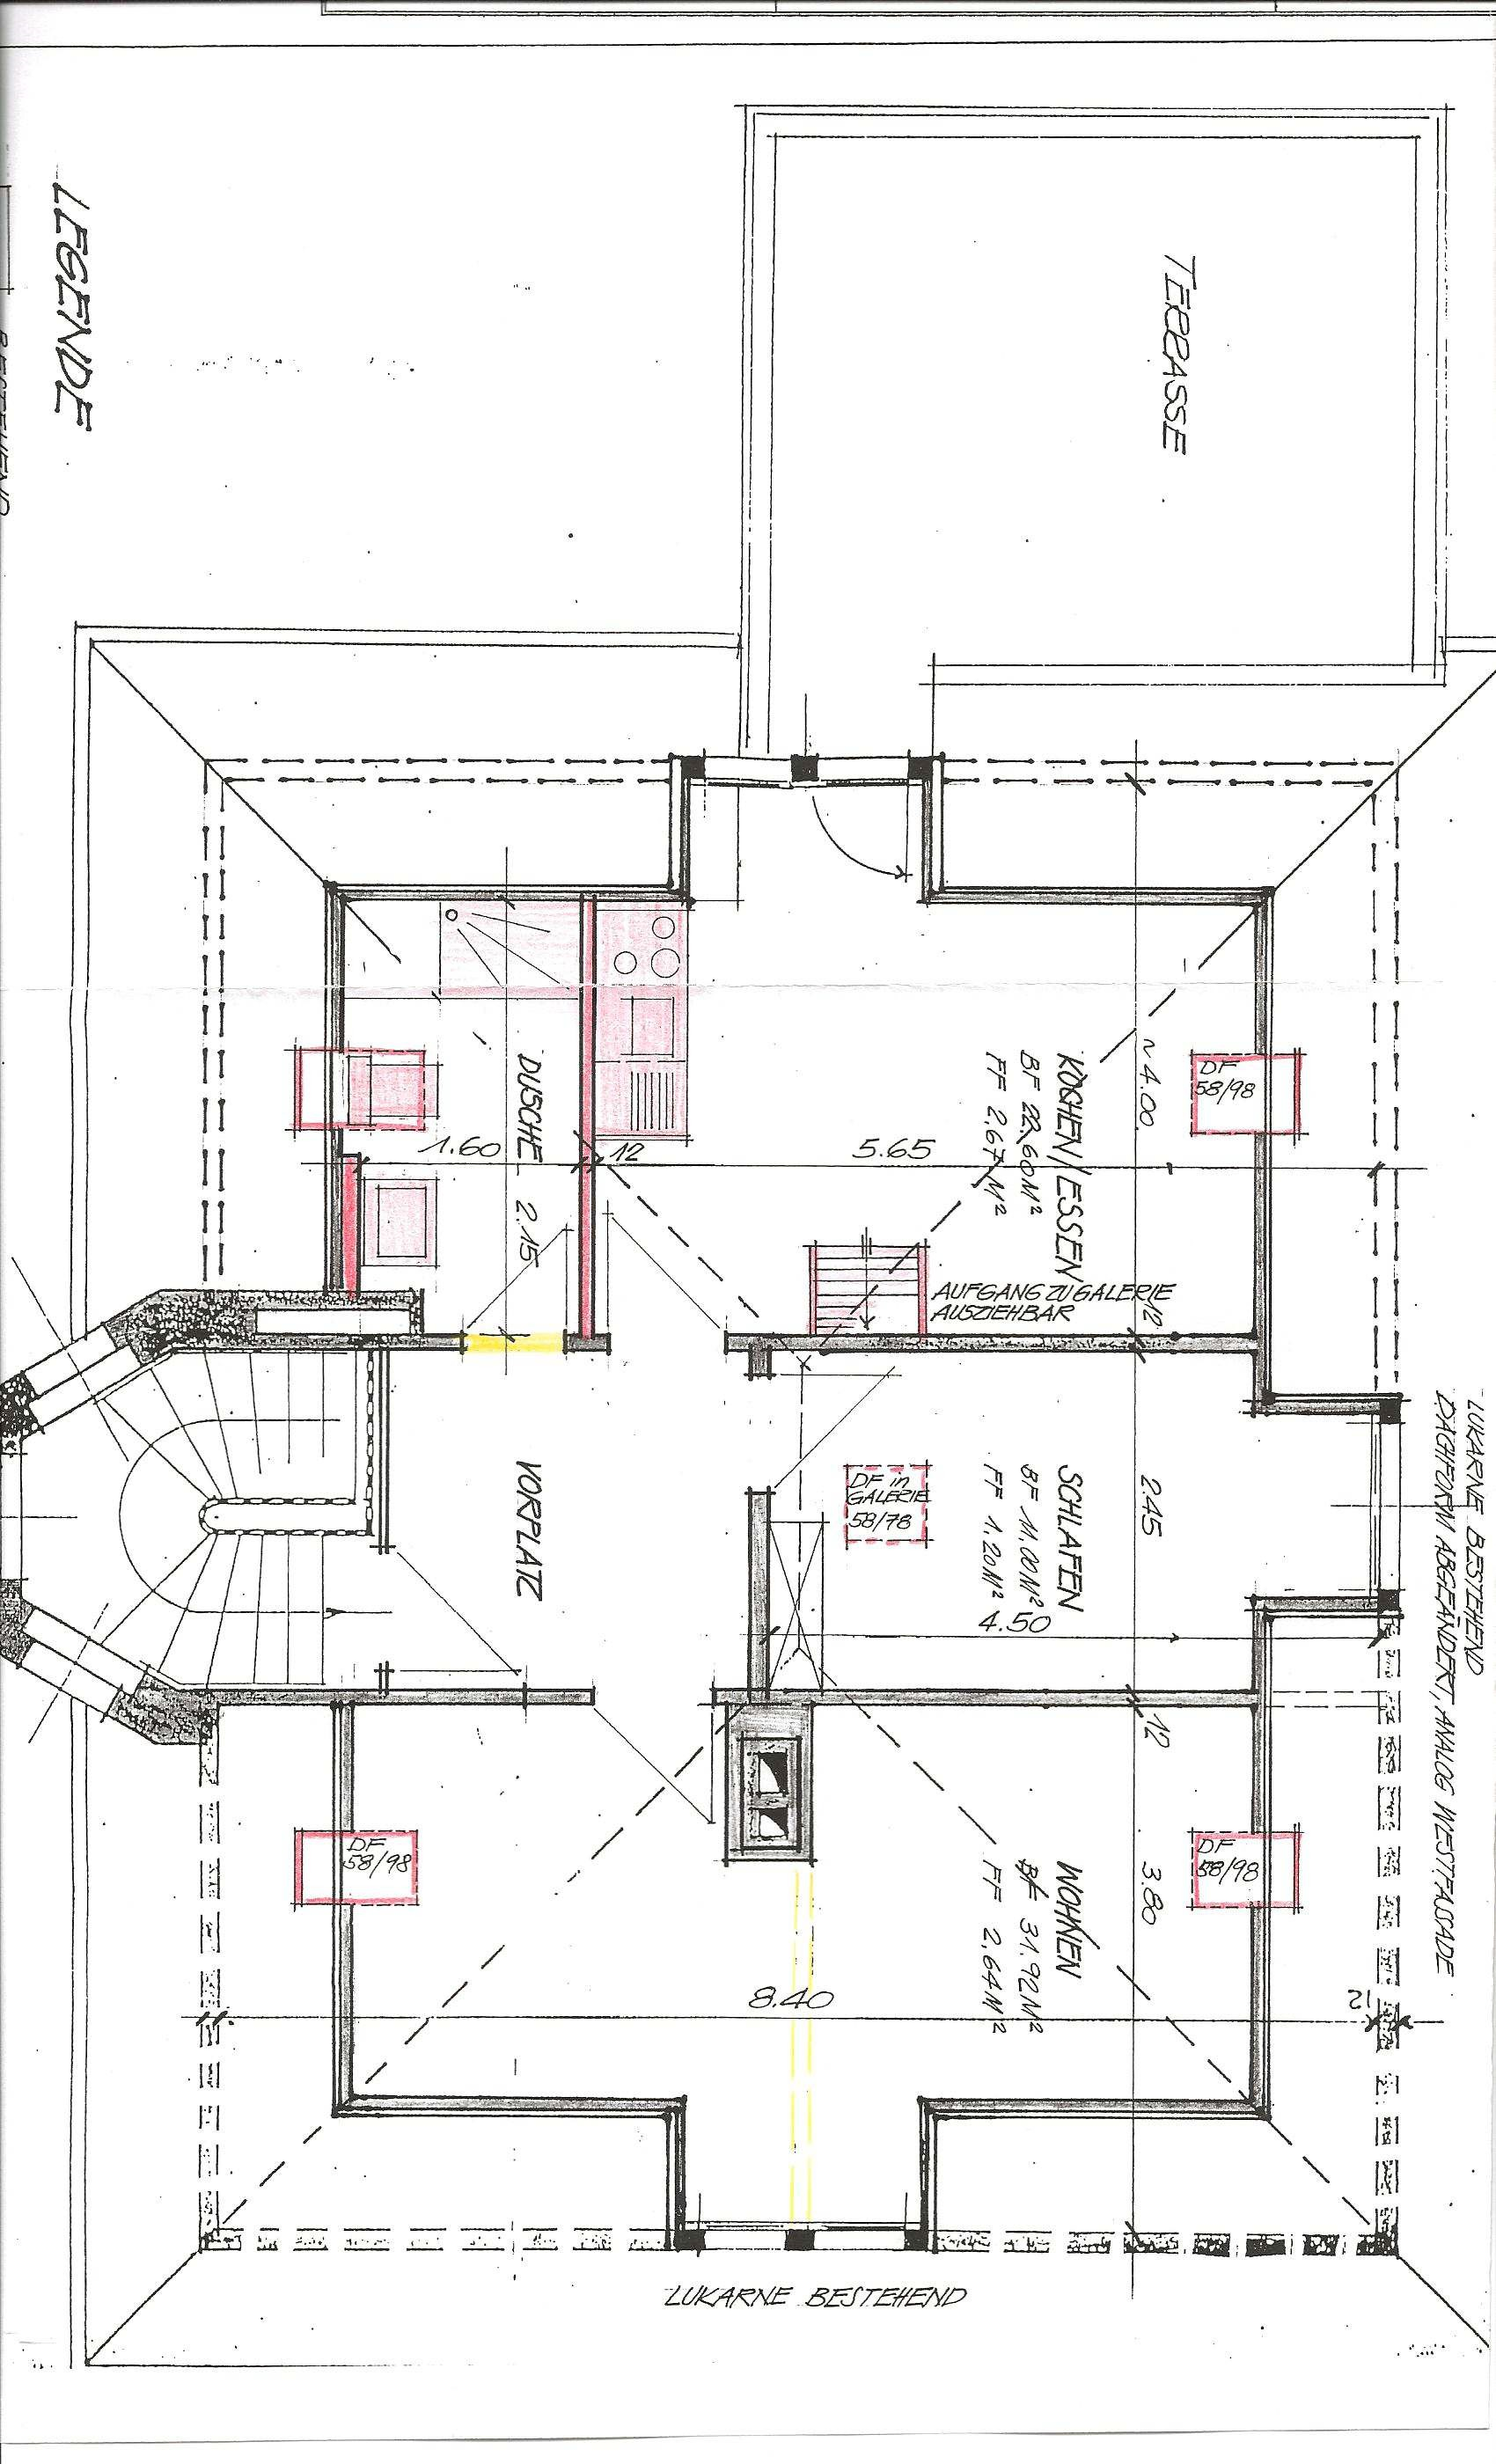 LEGENDE
BESTEHEND
TERRASSE
DF
58/98
KOCHEN/ESSEN
BF 22.60 M²
FF 2.67 M²
~4.00
DUSCHE
1.60
12
5.65
2.15
AUFGANG ZU GALERIE
AUSZIEHBAR
12
LUKARNE BESTEHEND
DACHFORM ABGEÄNDERT, ANALOG WESTFASSADE
VORPLATZ
DF in
GALERIE
58/78
SCHLAFEN
BF 11.00 M²
FF 1.20 M²
2.45
4.50
12
DF
58/98
DF
58/98
WOHNEN
BF 31.92 M²
FF 2.64 M²
3.80
8.40
12
LUKARNE BESTEHEND